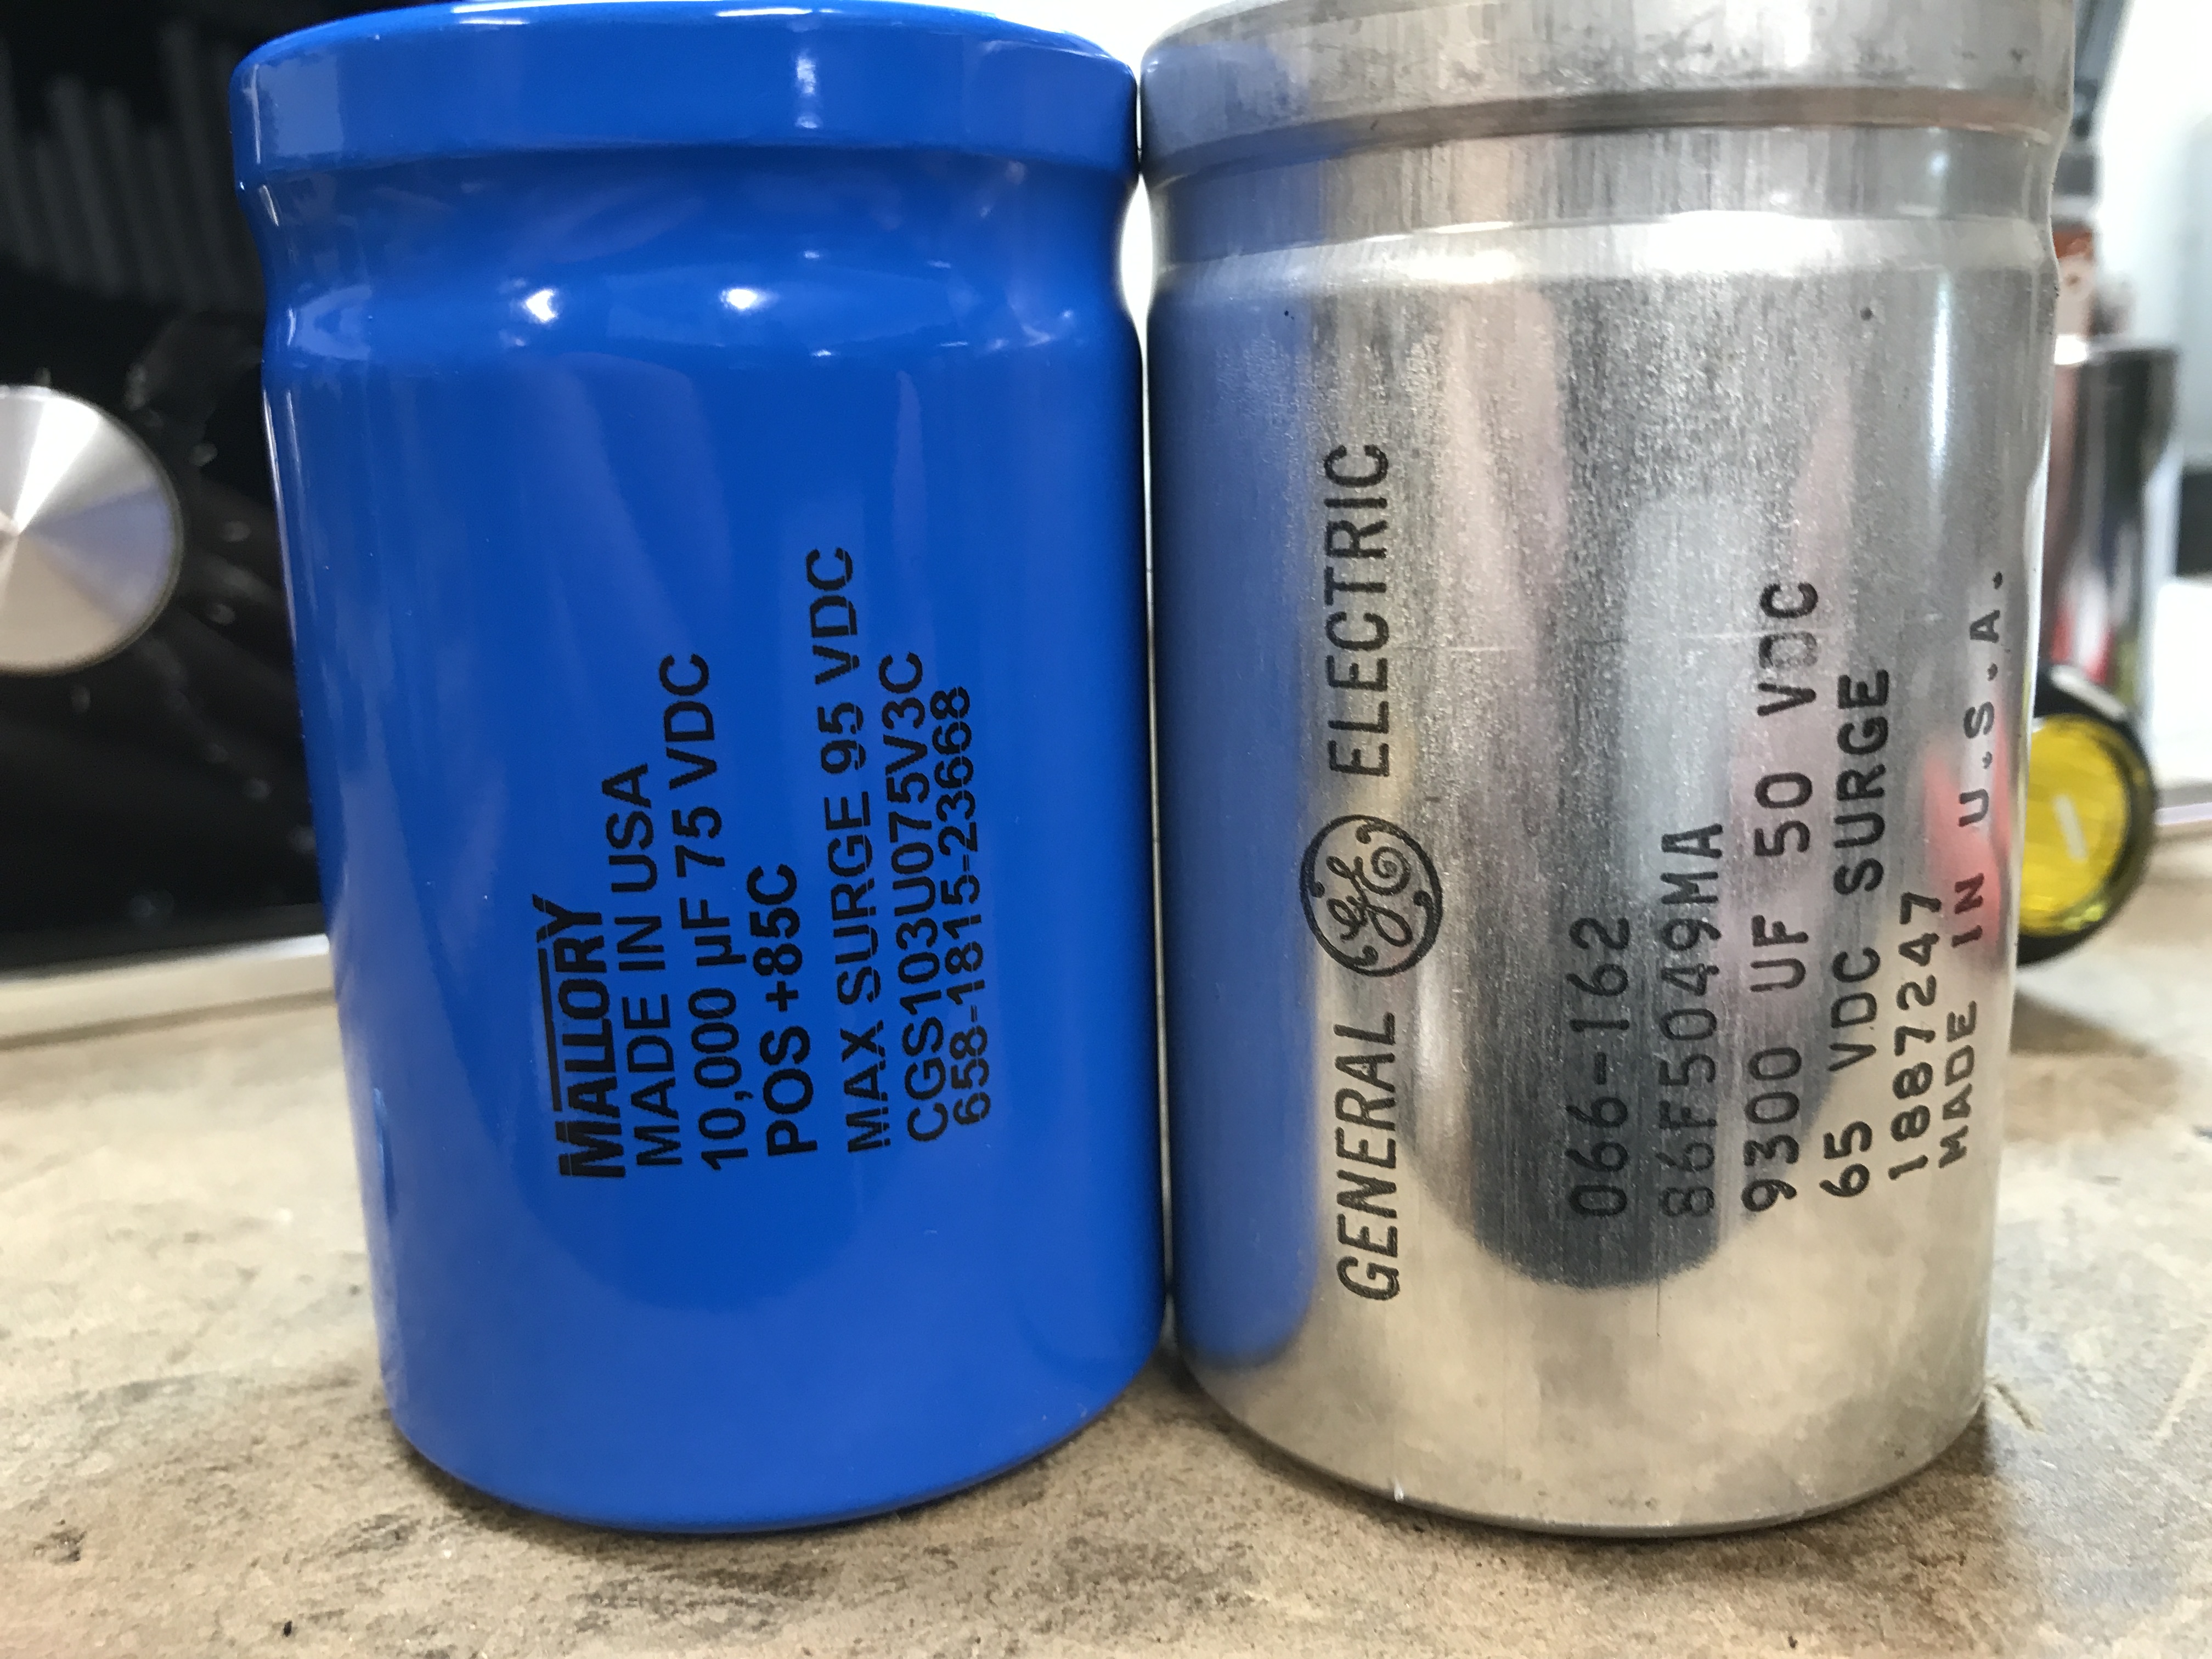 MALLORY
MADE IN USA
10,000 µF 75 VDC
POS +85C
MAX SURGE 95 VDC
CGS103U075V3C
658-1815-23668
GENERAL GE ELECTRIC
066-162
86F5049MA
9300 UF 50 VDC
65 VDC SURGE
1887247
MADE IN U.S.A.